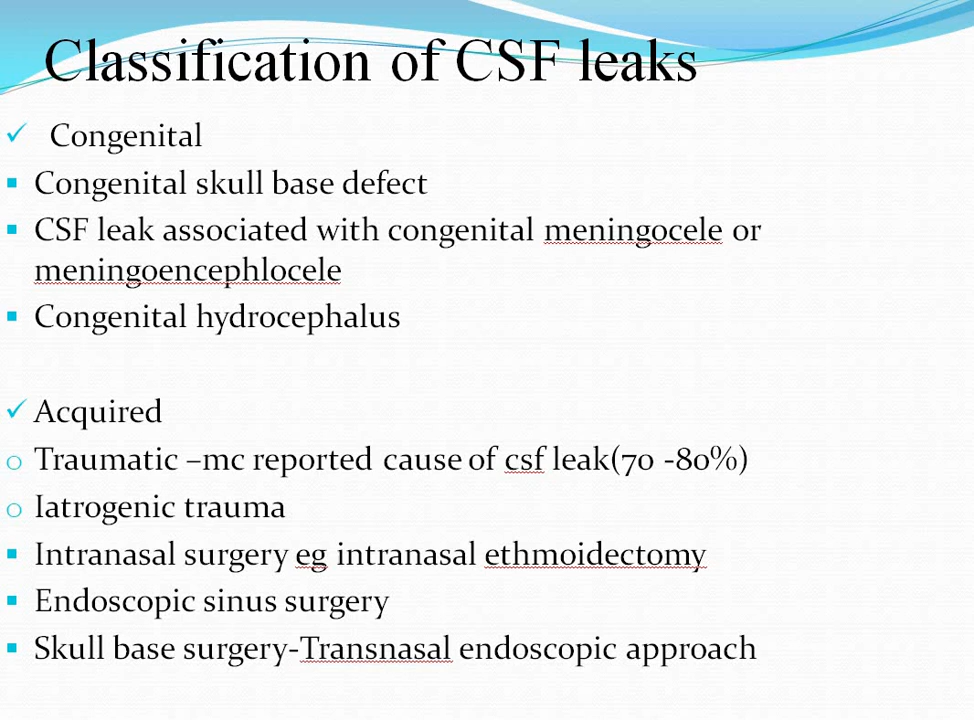 Classification of CSF leaks
Congenital
Congenital skull base defect
CSF leak associated with congenital meningocele or
meningoencephlocele
Congenital hydrocephalus
Acquired
Traumatic –mc reported cause of csf leak(70 -80%)
Iatrogenic trauma
Intranasal surgery eg intranasal ethmoidectomy
Endoscopic sinus surgery
Skull base surgery-Transnasal endoscopic approach